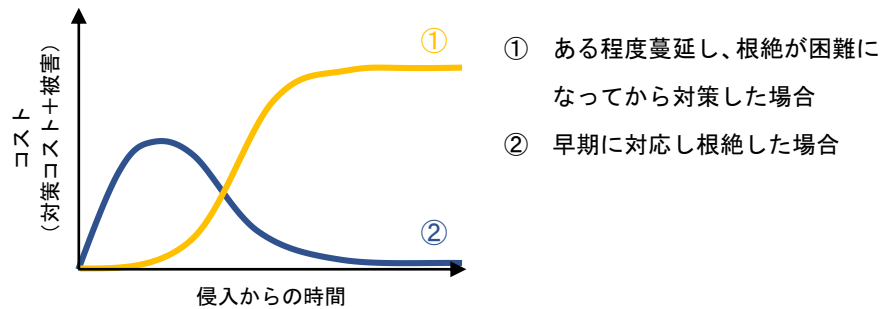 コスト
（対策コスト＋被害）
①
②
侵入からの時間
① ある程度蔓延し、根絶が困難に
なってから対策した場合
② 早期に対応し根絶した場合